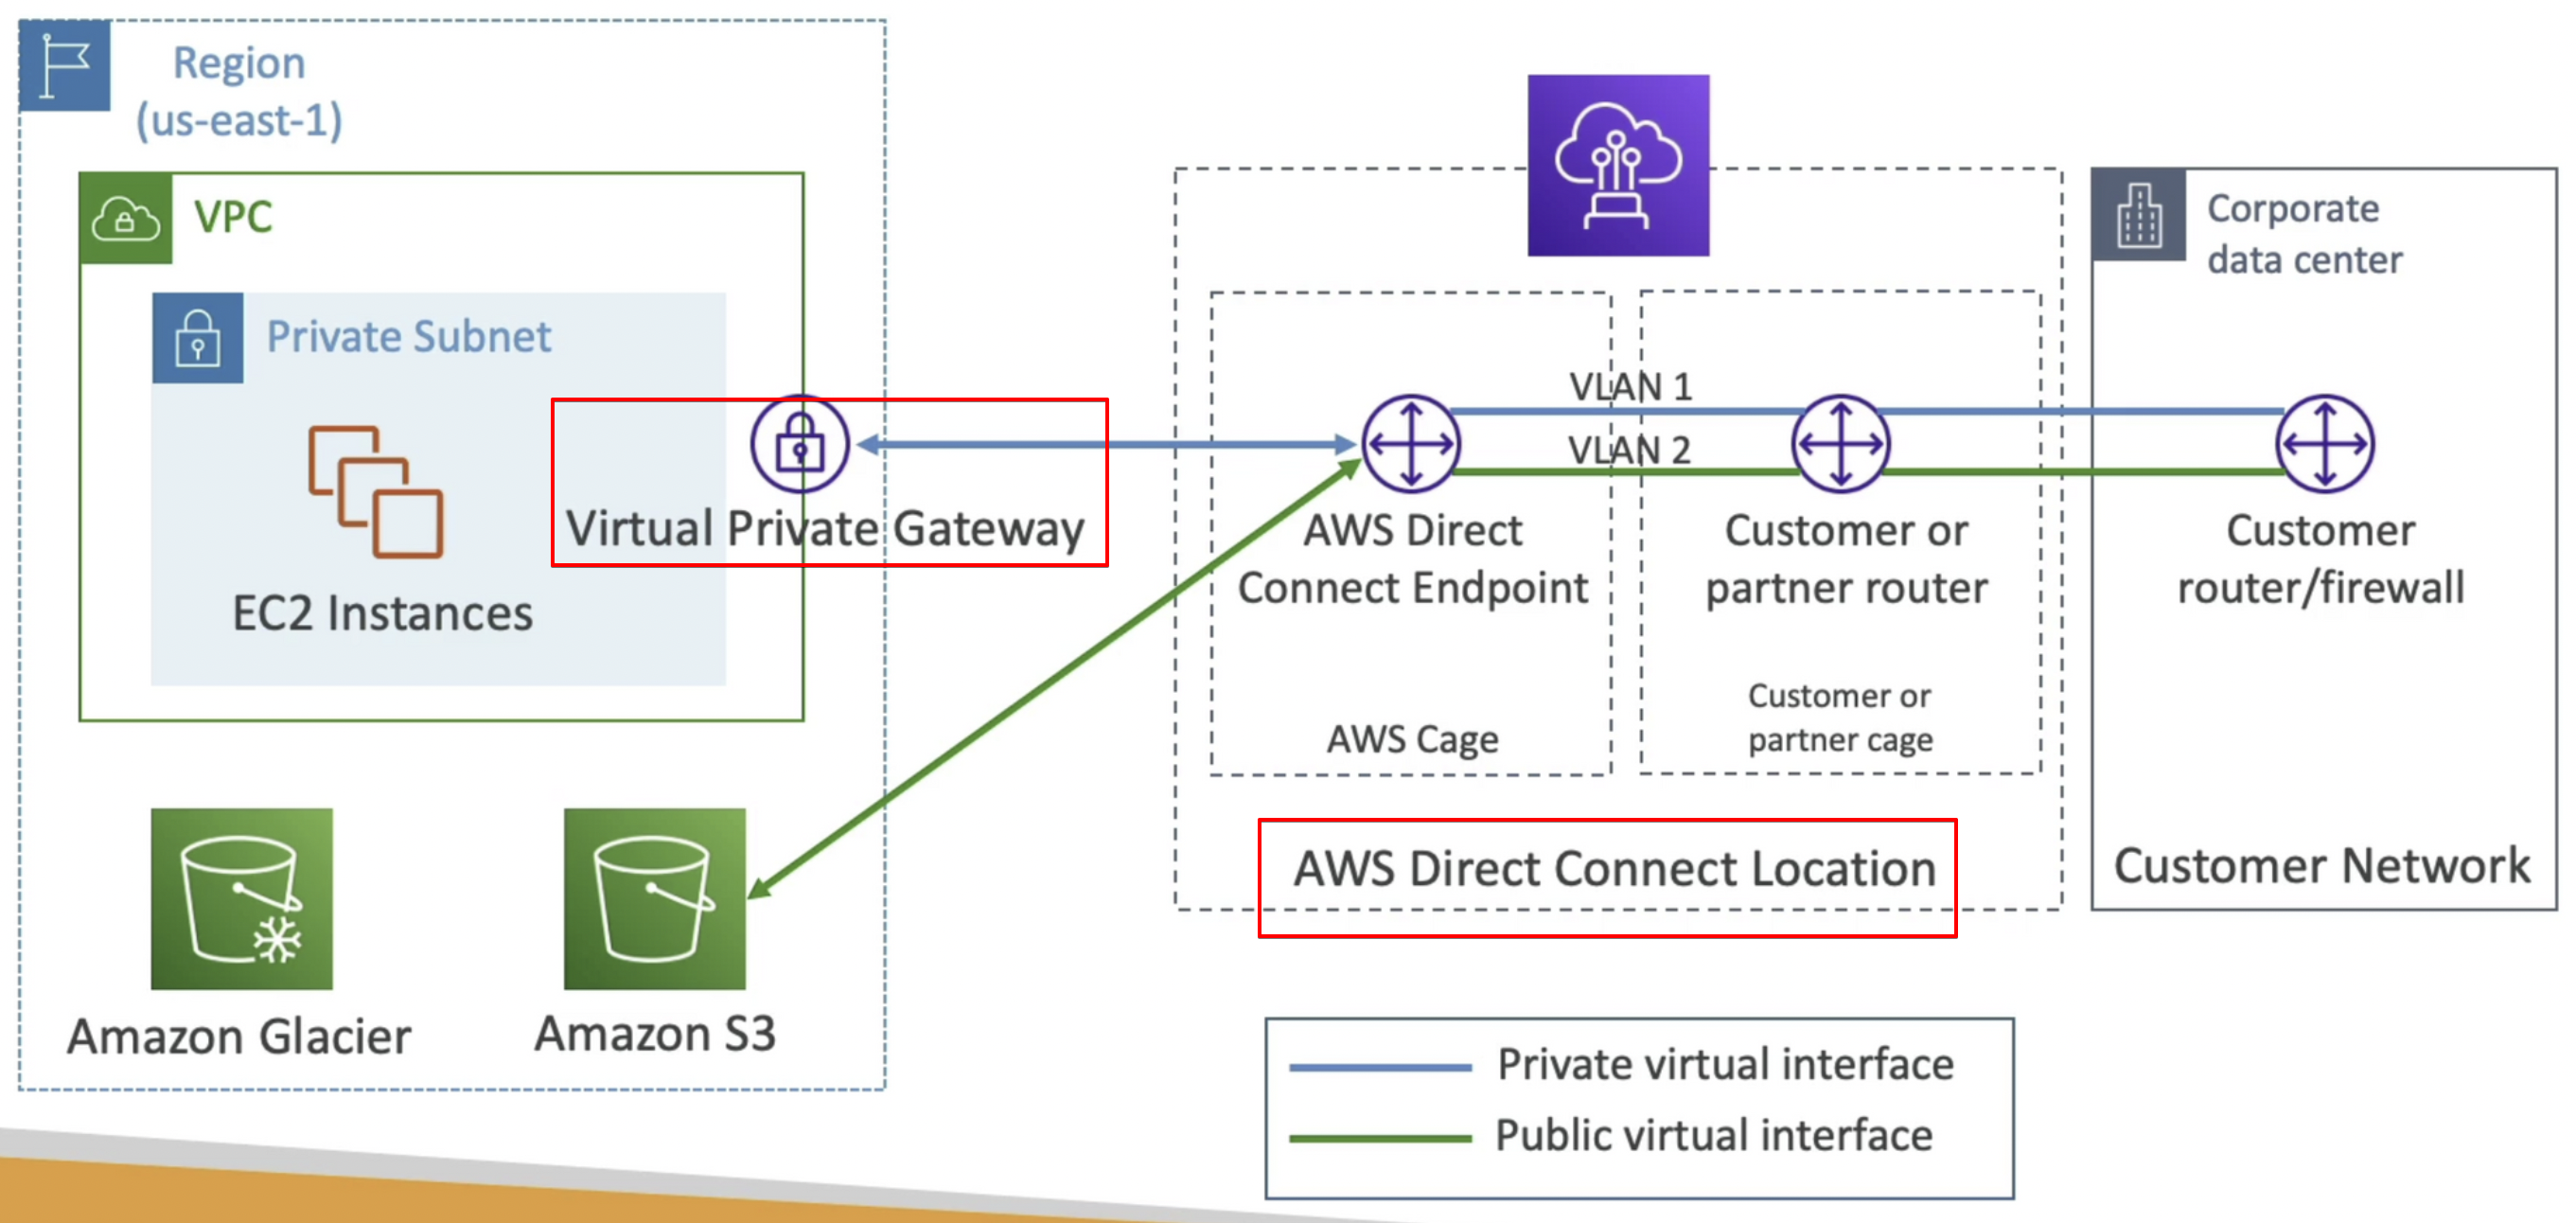 Region
(us-east-1)
VPC
Private Subnet
EC2 Instances
Virtual Private Gateway
Amazon Glacier
Amazon S3
VLAN 1
VLAN 2
AWS Direct
Connect Endpoint
AWS Cage
Customer or
partner router
Customer or
partner cage
AWS Direct Connect Location
Corporate
data center
Customer
router/firewall
Customer Network
Private virtual interface
Public virtual interface